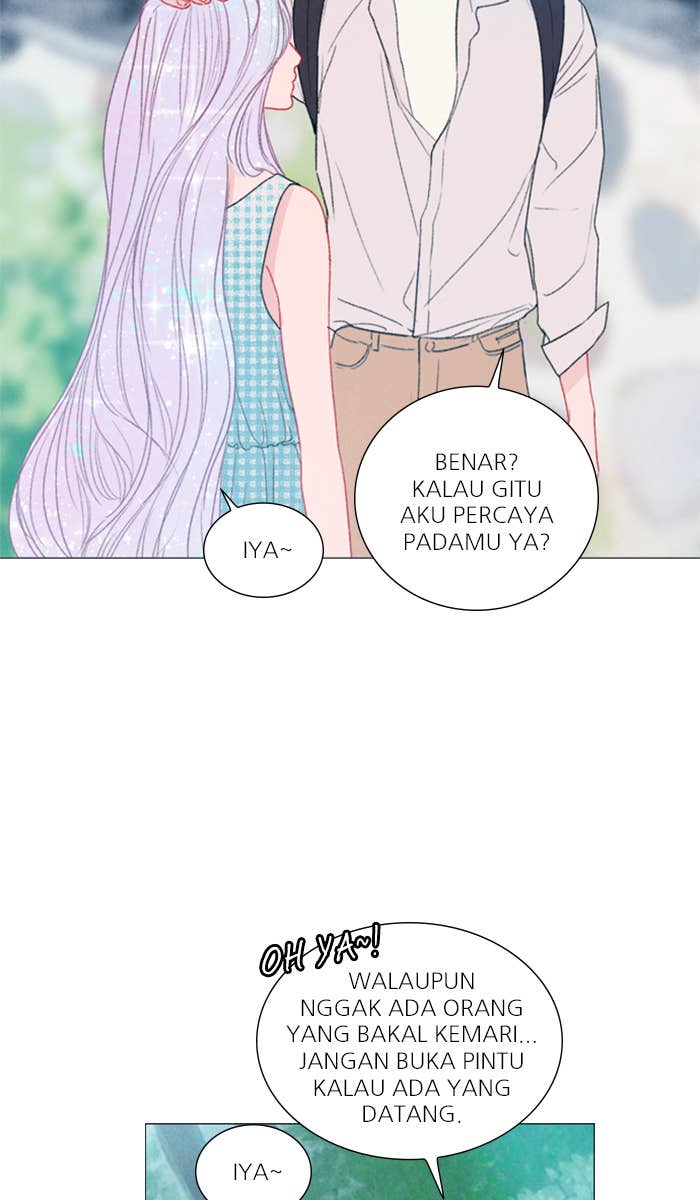 BENAR?
KALAU GITU
AKU PERCAYA
PADAMU YA?
IYA~
OH YA~!
WALAUPUN
NGGAK ADA ORANG
YANG BAKAL KEMARI...
JANGAN BUKA PINTU
KALAU ADA YANG
DATANG.
IYA~